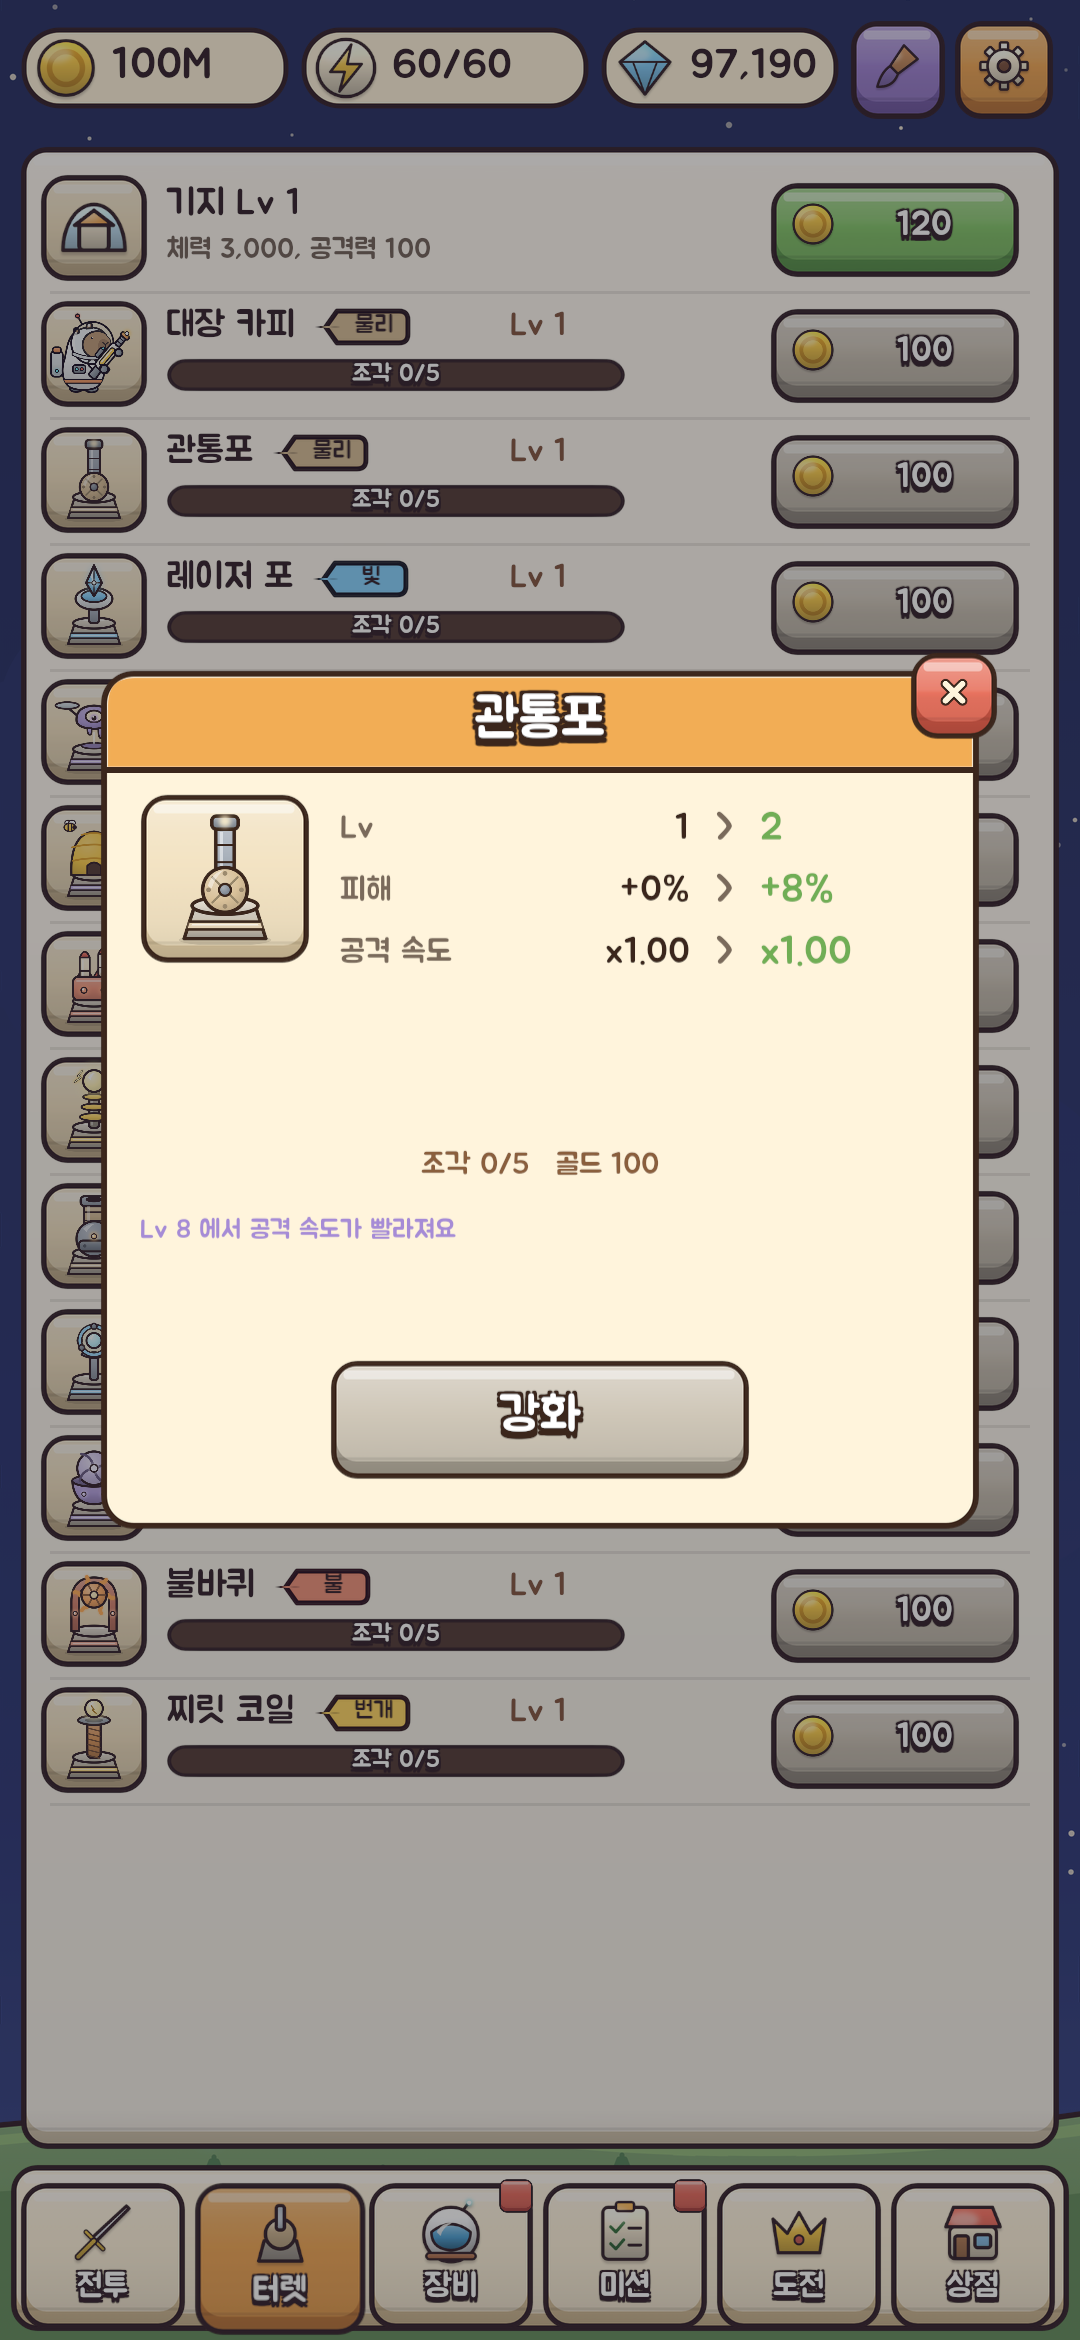 100M
60/60
97,190
기지 Lv 1
체력 3,000, 공격력 100
120
대장 카피
물리
Lv 1
조각 0/5
100
관통포
물리
Lv 1
조각 0/5
100
레이저 포
빛
Lv 1
조각 0/5
100
관통포
Lv 1 2
피해 +0% +8%
공격 속도 x1.00 x1.00
조각 0/5 골드 100
Lv 8 에서 공격 속도가 빨라져요
강화
불바퀴
불
Lv 1
조각 0/5
100
찌릿 코일
번개
Lv 1
조각 0/5
100
전투
터렛
장비
미션
도전
상점